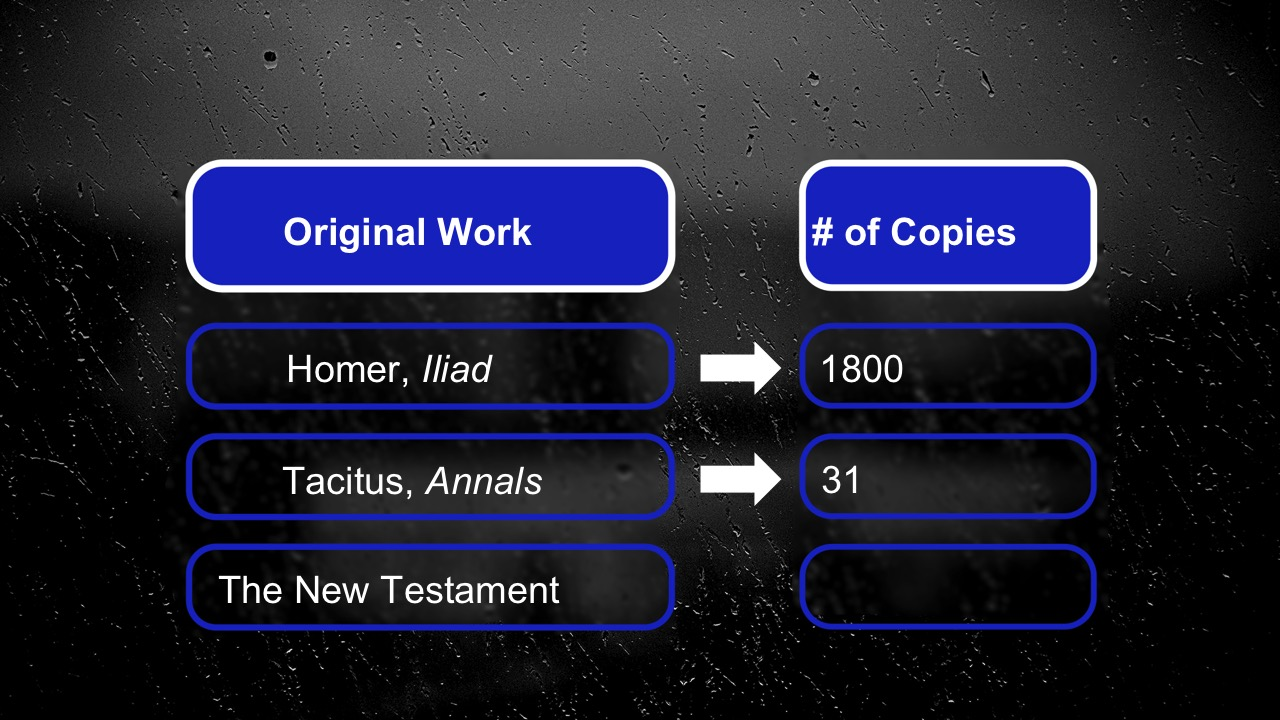 Original Work
# of Copies
Homer, Iliad
1800
Tacitus, Annals
31
The New Testament